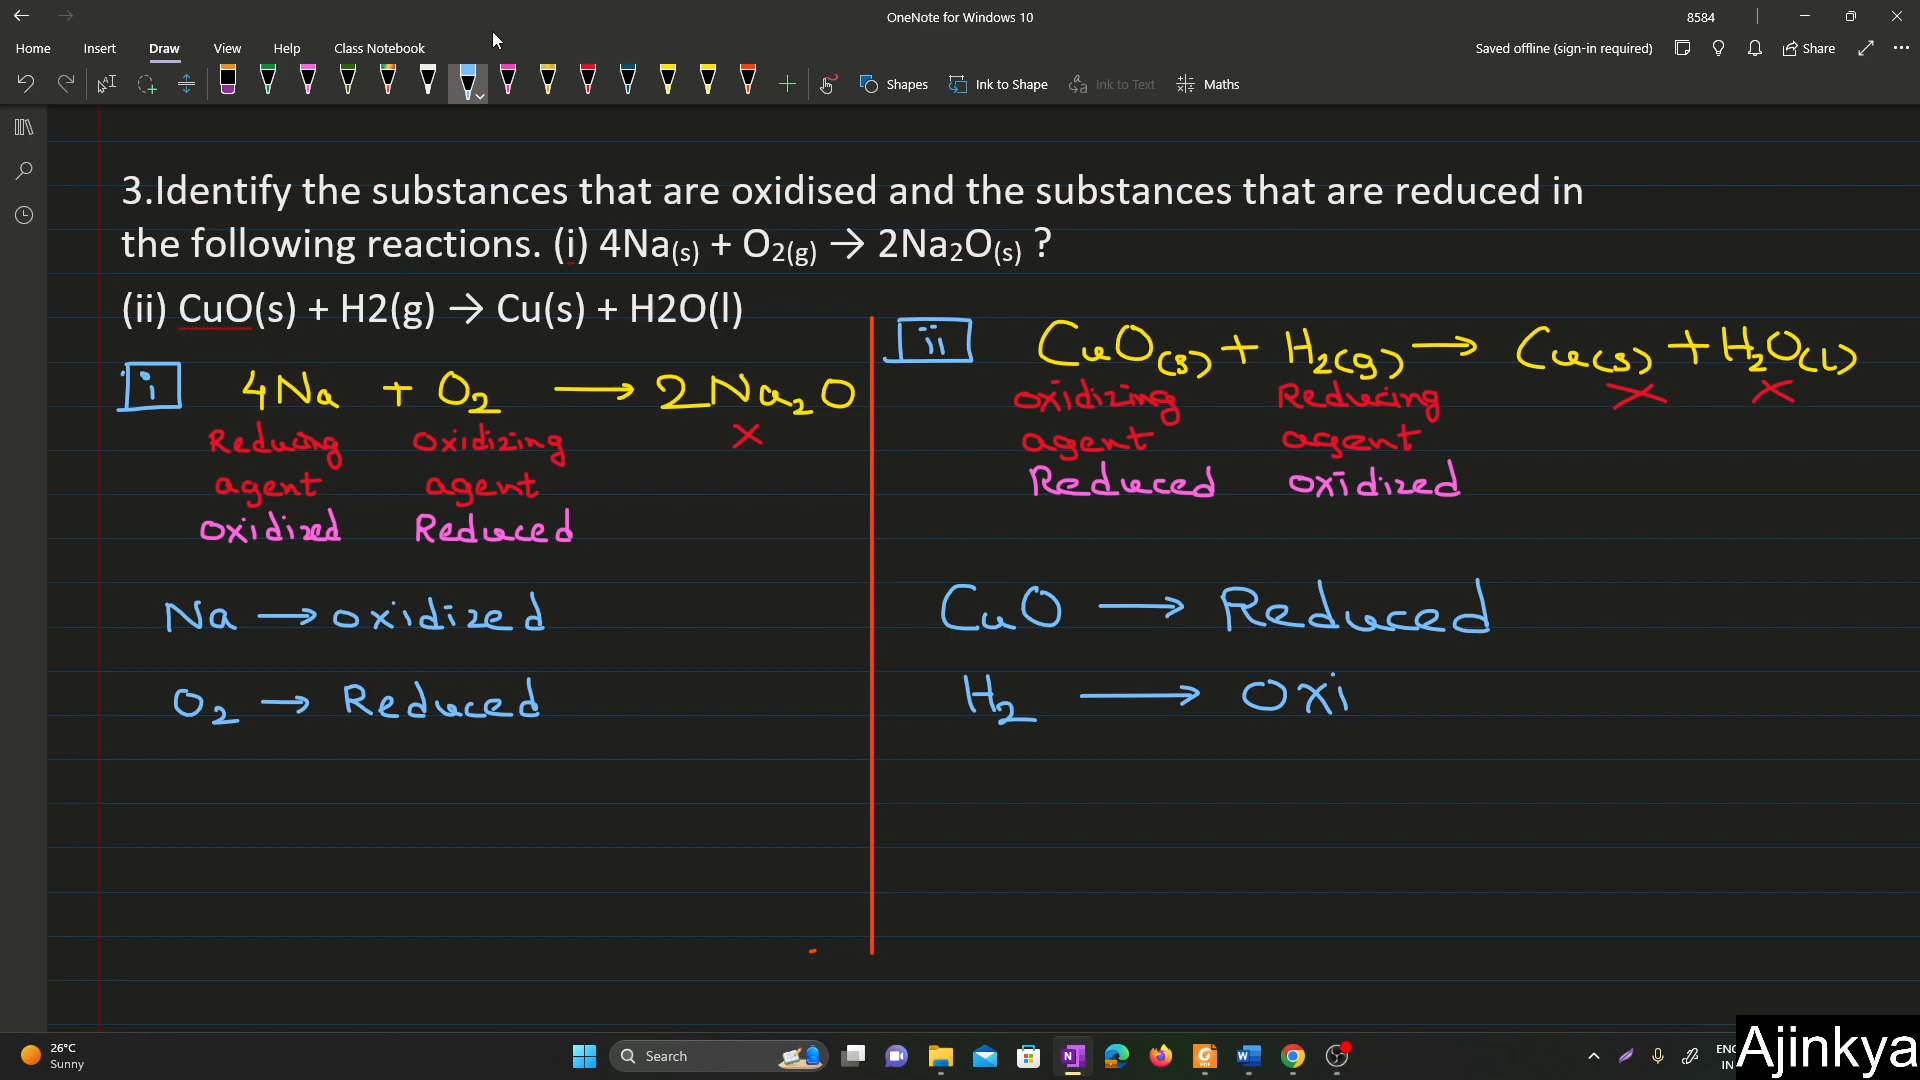 OneNote for Windows 10
8584
Home Insert Draw View Help Class Notebook
Saved offline (sign-in required) Share
Shapes Ink to Shape Ink to Text Maths
3.Identify the substances that are oxidised and the substances that are reduced in
the following reactions. (i) 4Na(s) + O2(g) → 2Na2O(s) ?
(ii) CuO(s) + H2(g) → Cu(s) + H2O(l)
i 4Na + O2 → 2Na2O
Reducing Oxidizing ×
agent agent
oxidized Reduced
Na → oxidized
O2 → Reduced
ii CuO(s) + H2(g) → Cu(s) + H2O(l)
oxidizing Reducing × ×
agent agent
Reduced oxidized
CuO → Reduced
H2 → Oxi
26°C
Sunny
Search
ENG
IN
Ajinkya